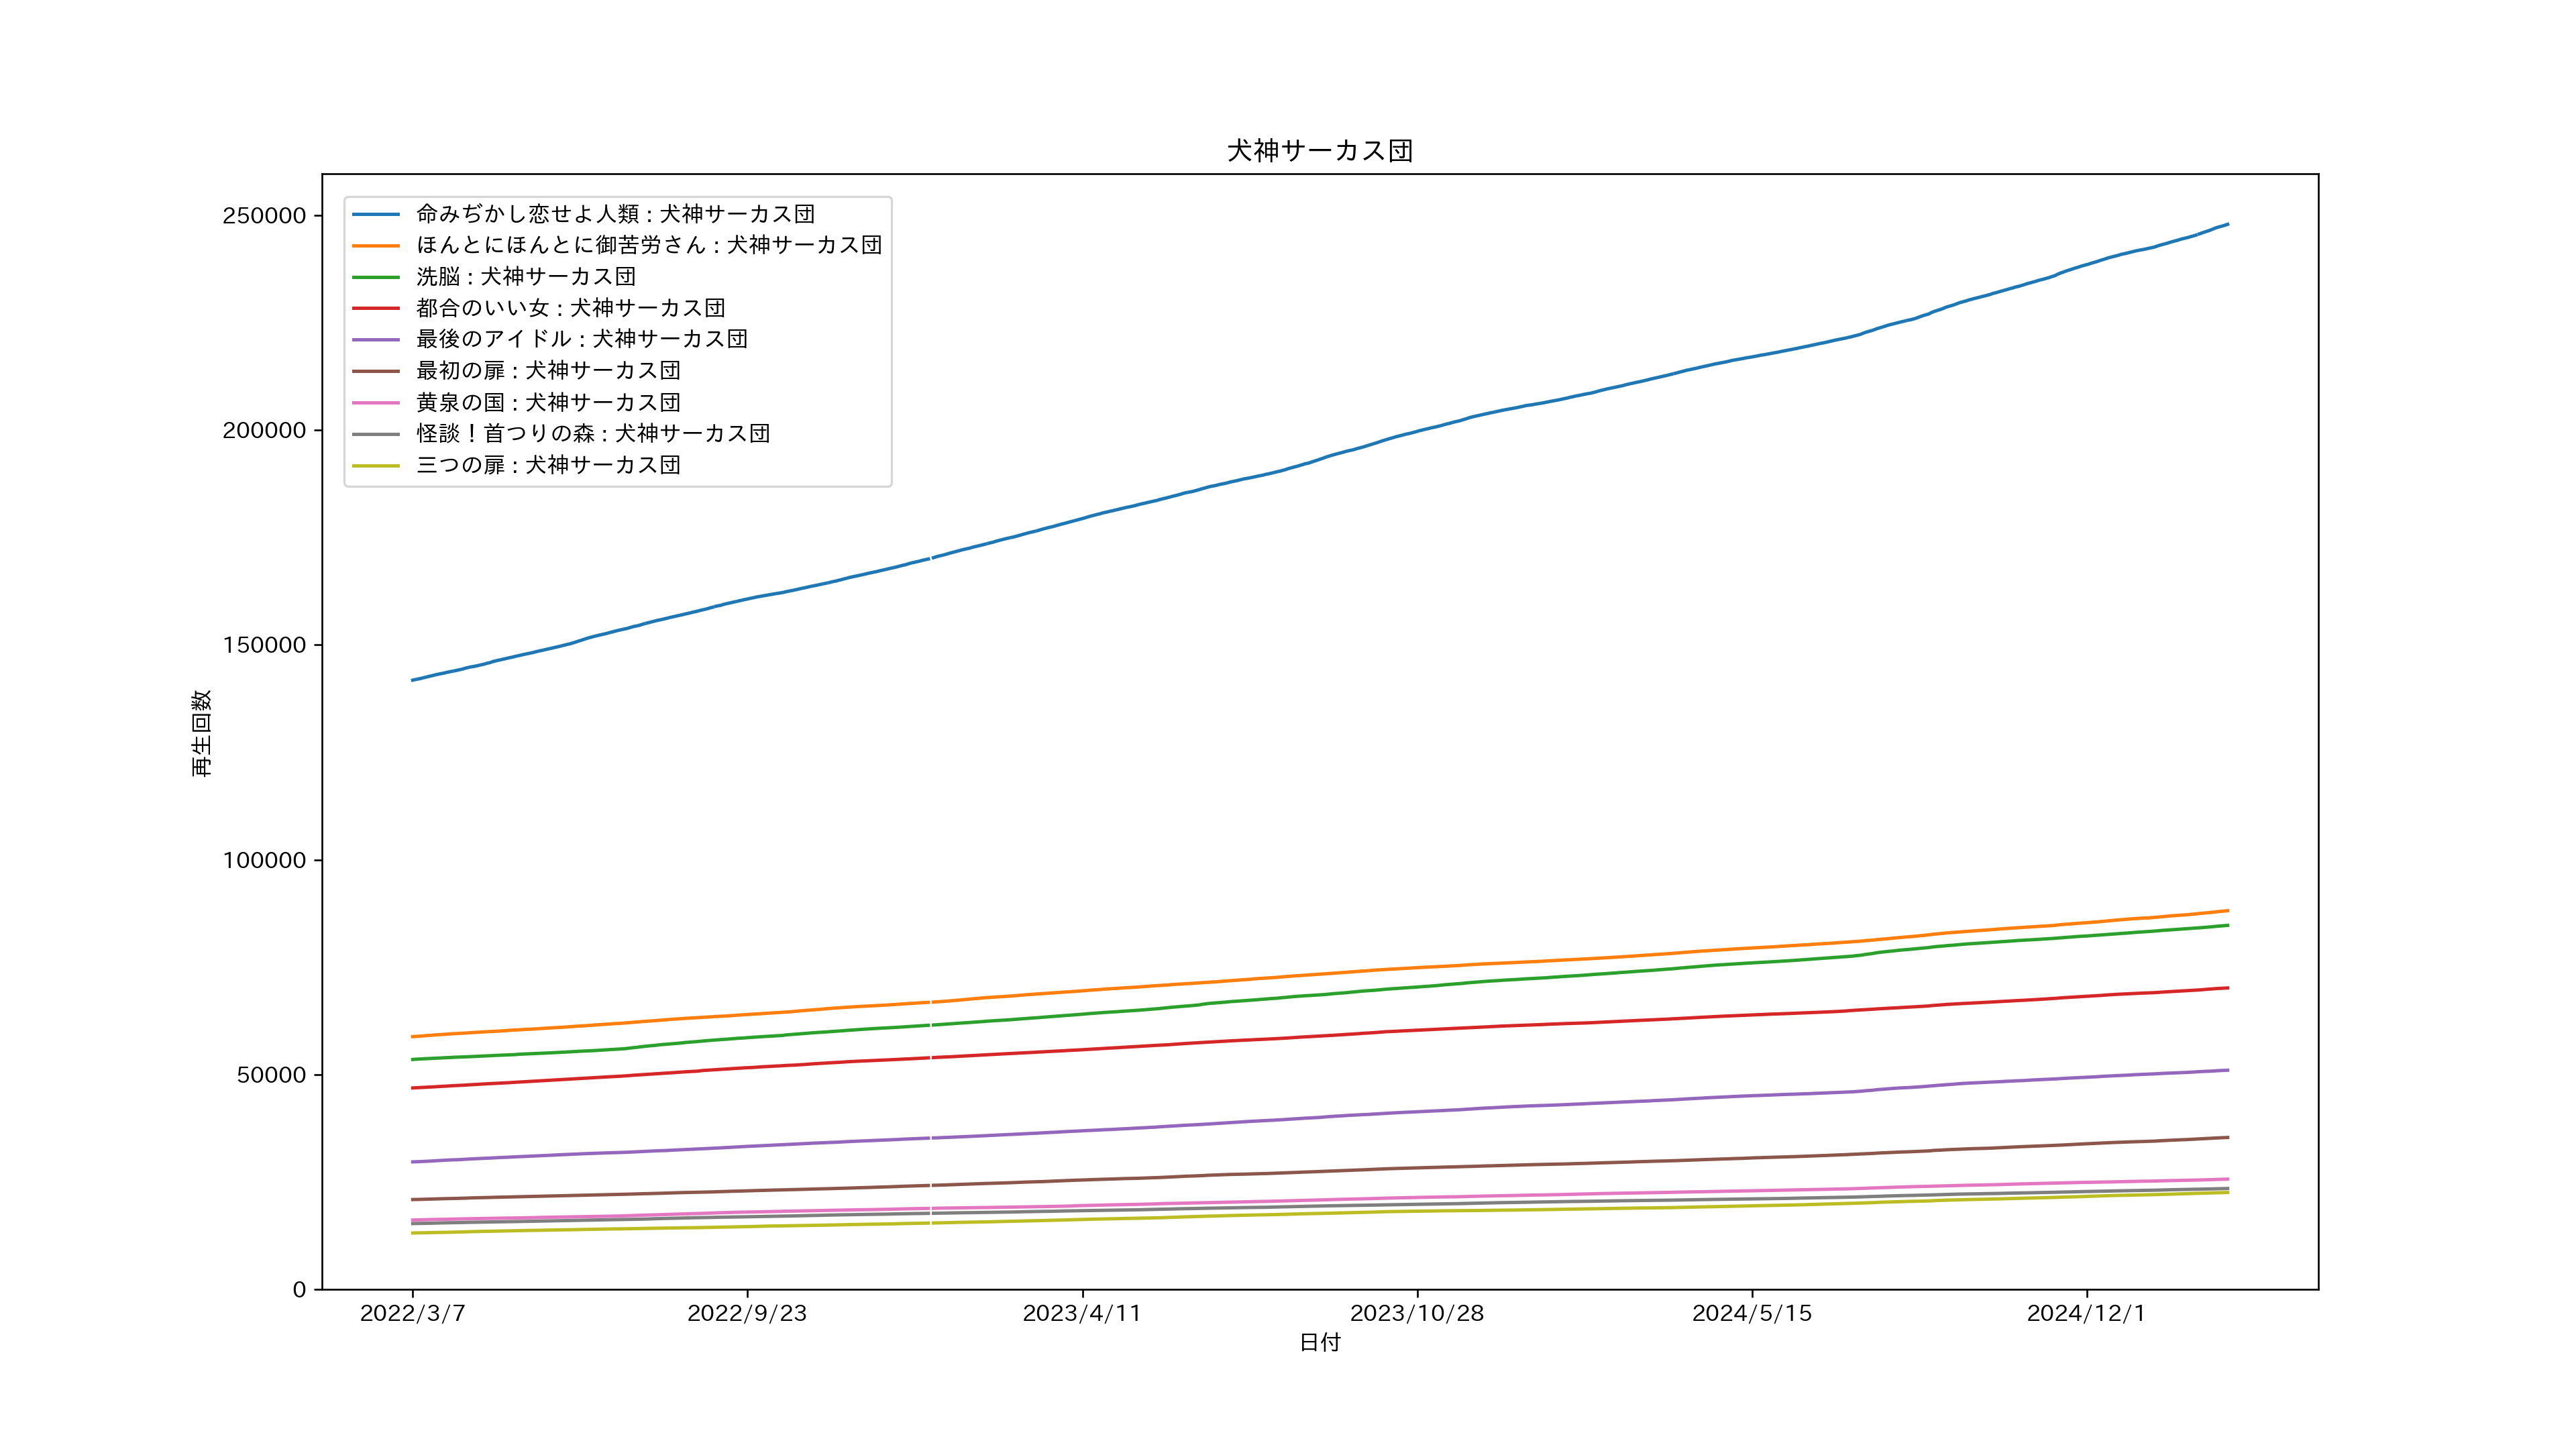 犬神サーカス団
命みぢかし恋せよ人類 : 犬神サーカス団
ほんとにほんとに御苦労さん : 犬神サーカス団
洗脳 : 犬神サーカス団
都合のいい女 : 犬神サーカス団
最後のアイドル : 犬神サーカス団
最初の扉 : 犬神サーカス団
黄泉の国 : 犬神サーカス団
怪談！首つりの森 : 犬神サーカス団
三つの扉 : 犬神サーカス団
250000
200000
150000
100000
50000
0
再生回数
2022/3/7
2022/9/23
2023/4/11
2023/10/28
2024/5/15
2024/12/1
日付